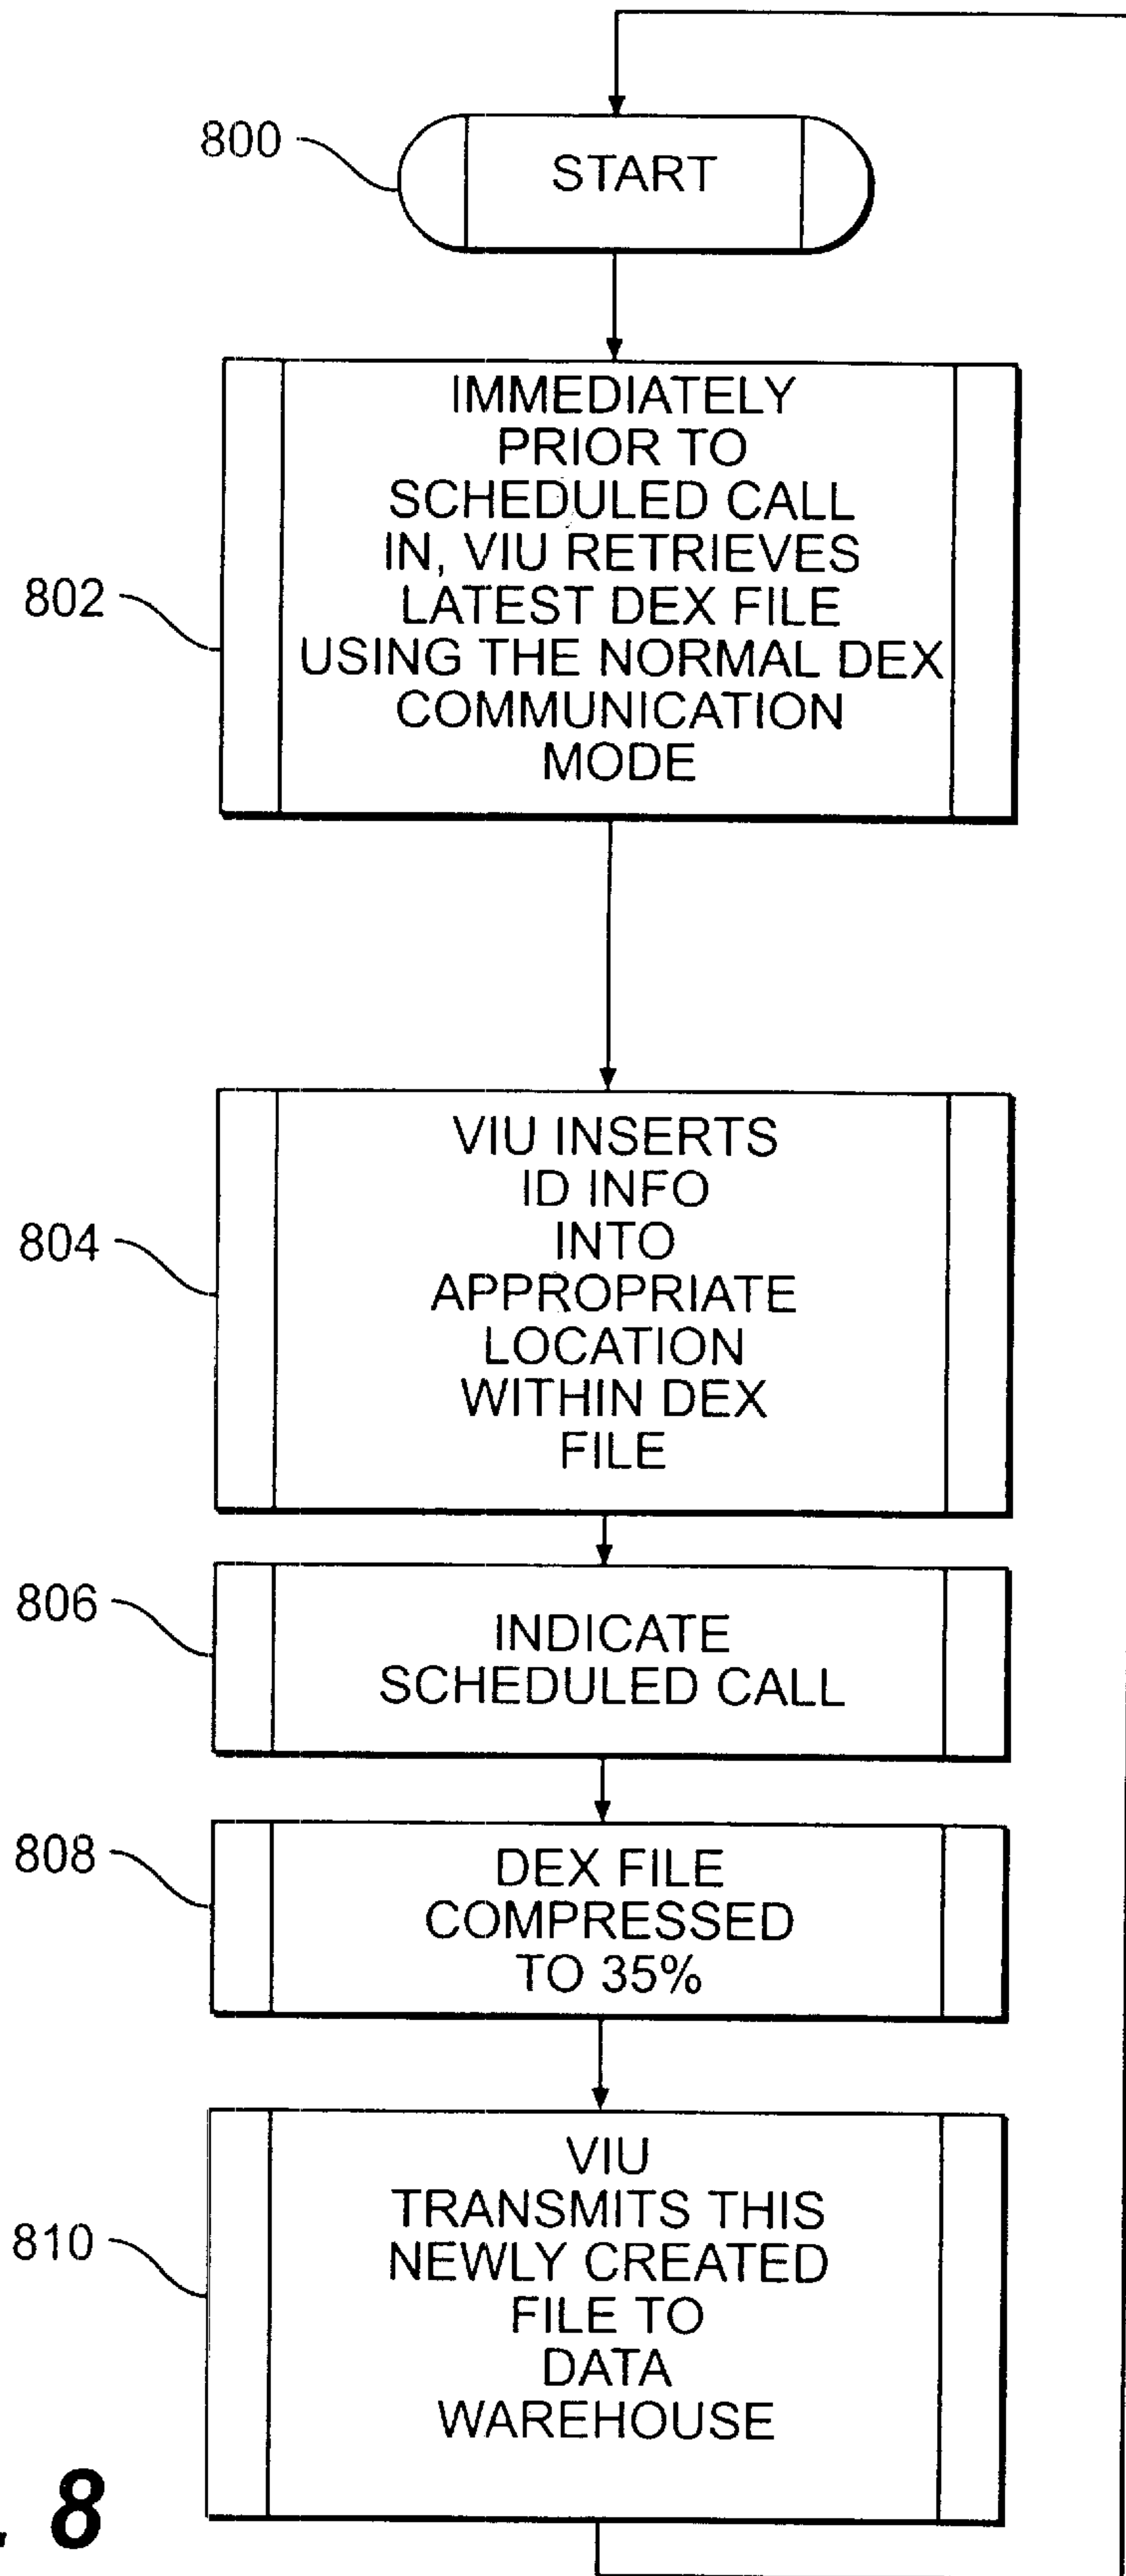 800
START
802
IMMEDIATELY
PRIOR TO
SCHEDULED CALL
IN, VIU RETRIEVES
LATEST DEX FILE
USING THE NORMAL DEX
COMMUNICATION
MODE
804
VIU INSERTS
ID INFO
INTO
APPROPRIATE
LOCATION
WITHIN DEX
FILE
806
INDICATE
SCHEDULED CALL
808
DEX FILE
COMPRESSED
TO 35%
810
VIU
TRANSMITS THIS
NEWLY CREATED
FILE TO
DATA
WAREHOUSE
. 8